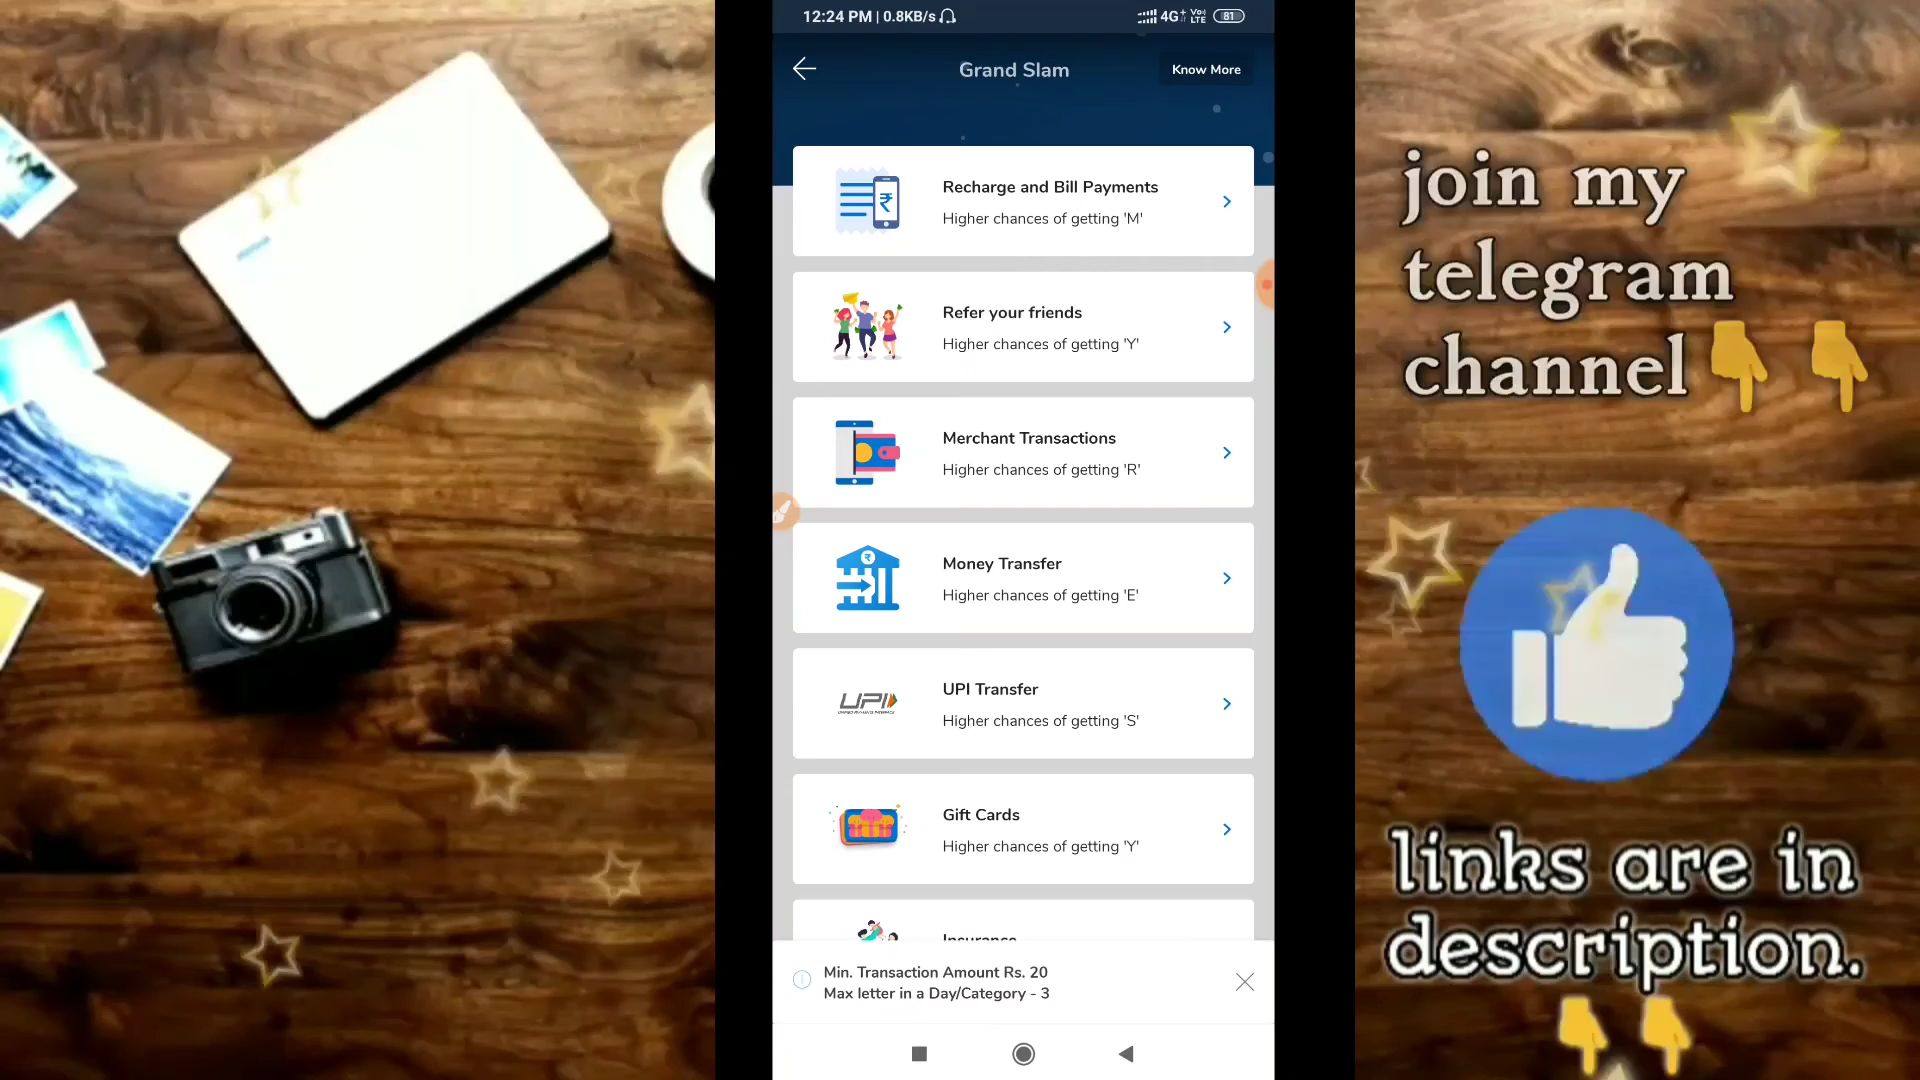 12:24 PM | 0.8KB/s
4G+ Vo LTE 81
Grand Slam
Know More
Recharge and Bill Payments
Higher chances of getting 'M'
Refer your friends
Higher chances of getting 'Y'
Merchant Transactions
Higher chances of getting 'R'
Money Transfer
Higher chances of getting 'E'
UPI
UPI Transfer
Higher chances of getting 'S'
Gift Cards
Higher chances of getting 'Y'
Insurance
Min. Transaction Amount Rs. 20
Max letter in a Day/Category - 3
join my
telegram
channel👇👇
links are in
description.
👇👇